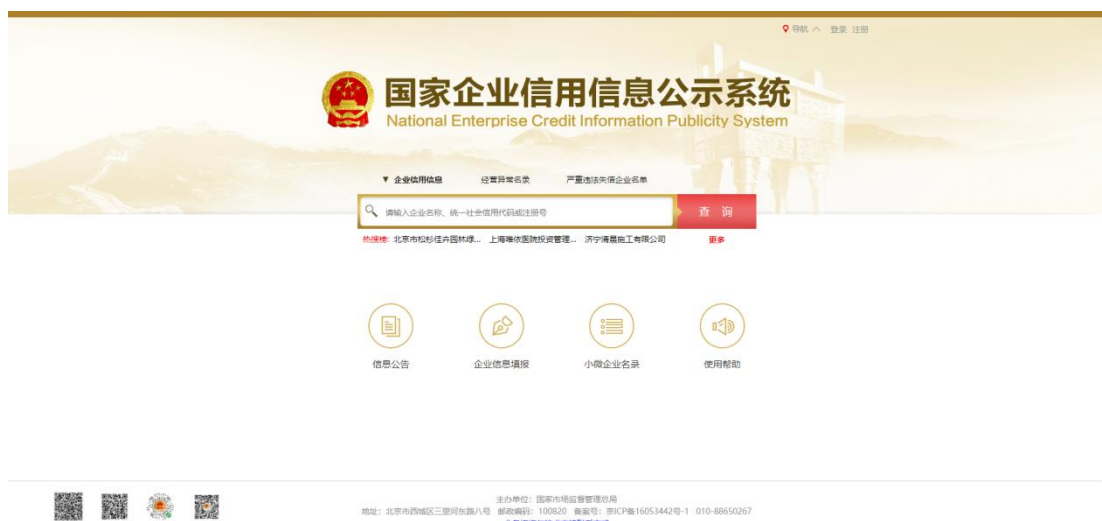 导航 登录 注册
国家企业信用信息公示系统
National Enterprise Credit Information Publicity System
▼ 企业信用信息 经营异常名录 严重违法失信企业名单
请输入企业名称、统一社会信用代码或注册号 查询
热搜榜: 北京市松杉佳卉园林绿... 上海唯依医院投资管理... 济宁清晨施工有限公司 更多
信息公告 企业信息填报 小微企业名录 使用帮助
主办单位：国家市场监督管理总局
地址：北京市西城区三里河东路八号 邮政编码：100820 备案号：京ICP备16053442号-1 010-88650267